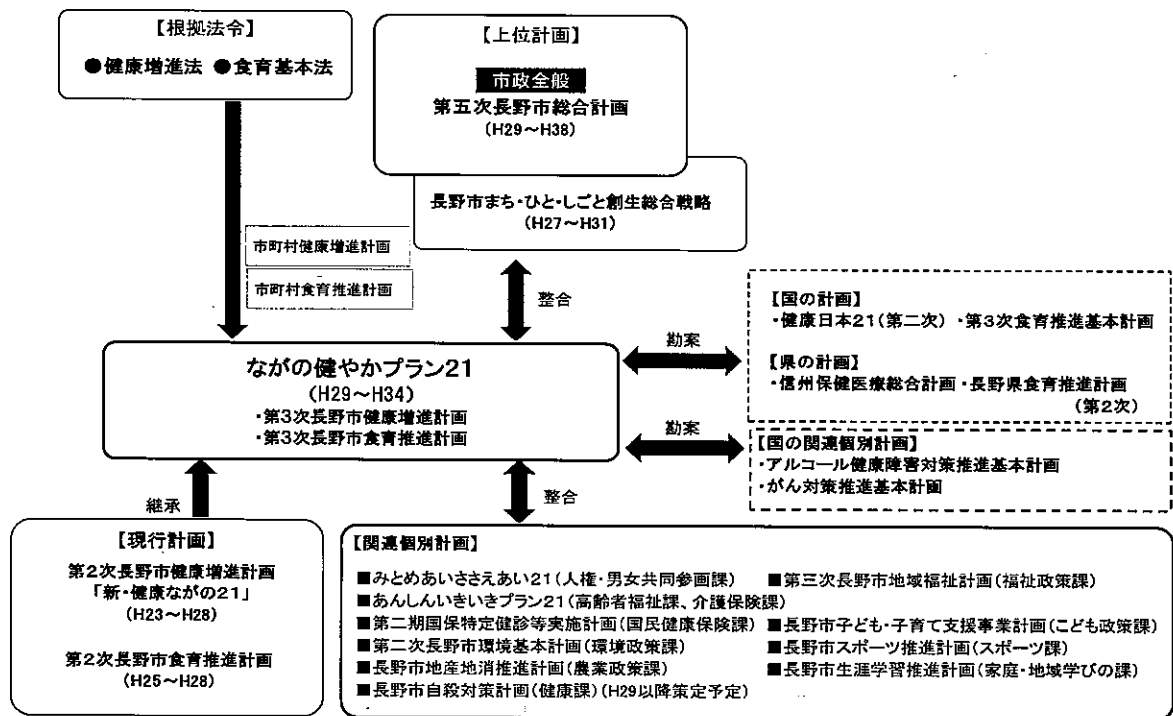 【根拠法令】
●健康増進法 ●食育基本法
【上位計画】
市政全般
第五次長野市総合計画
(H29～H38)
長野市まち・ひと・しごと創生総合戦略
(H27～H31)
市町村健康増進計画
市町村食育推進計画
整合
【国の計画】
・健康日本21(第二次) ・第3次食育推進基本計画
【県の計画】
・信州保健医療総合計画・長野県食育推進計画
(第2次)
勘案
ながの健やかプラン21
(H29～H34)
・第3次長野市健康増進計画
・第3次長野市食育推進計画
勘案
【国の関連個別計画】
・アルコール健康障害対策推進基本計画
・がん対策推進基本計画
継承
整合
【現行計画】
第2次長野市健康増進計画
「新・健康ながの21」
(H23～H28)
第2次長野市食育推進計画
(H25～H28)
【関連個別計画】
■みとめあいささえあい21(人権・男女共同参画課) ■第三次長野市地域福祉計画(福祉政策課)
■あんしんいきいきプラン21(高齢者福祉課、介護保険課)
■第二期国保特定健診等実施計画(国民健康保険課) ■長野市子ども・子育て支援事業計画(こども政策課)
■第二次長野市環境基本計画(環境政策課) ■長野市スポーツ推進計画(スポーツ課)
■長野市地産地消推進計画(農業政策課) ■長野市生涯学習推進計画(家庭・地域学びの課)
■長野市自殺対策計画(健康課)(H29以降策定予定)